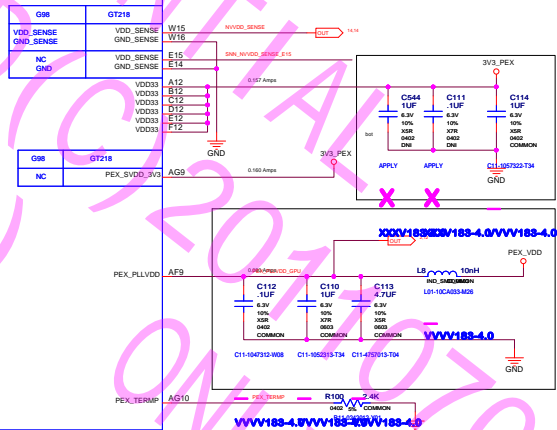 G98 GT218
VDD_SENSE VDD_SENSE W15 NVVDD_SENSE OUT 14,14
GND_SENSE GND_SENSE W16
NC VDD_SENSE E15 SNN_NVVDD_SENSE_E15
GND GND_SENSE E14
3V3_PEX
VDD33 A12 0.157 Amps
VDD33 B12
VDD33 C12
VDD33 D12
VDD33 E12
VDD33 F12
GND
C544 C111 C114
1UF .1UF 1UF
6.3V 6.3V 6.3V
10% 10% 10%
X5R X7R X5R
0402 0402 0402
bot DNI DNI COMMON
APPLY APPLY C11-1057322-T34
GND
G98 GT218
NC PEX_SVDD_3V3 AG9 0.160 Amps 3V3_PEX
X X
OUT
PEX_VDD
PEX_PLLVDD AF9
L8 10nH
L01-10CA033-M26
C112 C110 C113
.1UF 1UF 4.7UF
6.3V 6.3V 6.3V
10% 10% 10%
X5R X7R X5R
0402 0603 0603
COMMON COMMON COMMON
C11-1047312-W08 C11-1052313-T34 C11-4757013-T04
VVVV183-4.0
GND
PEX_TERMP AG10 PEX_TERMP R100 2.4K
0402 5% COMMON